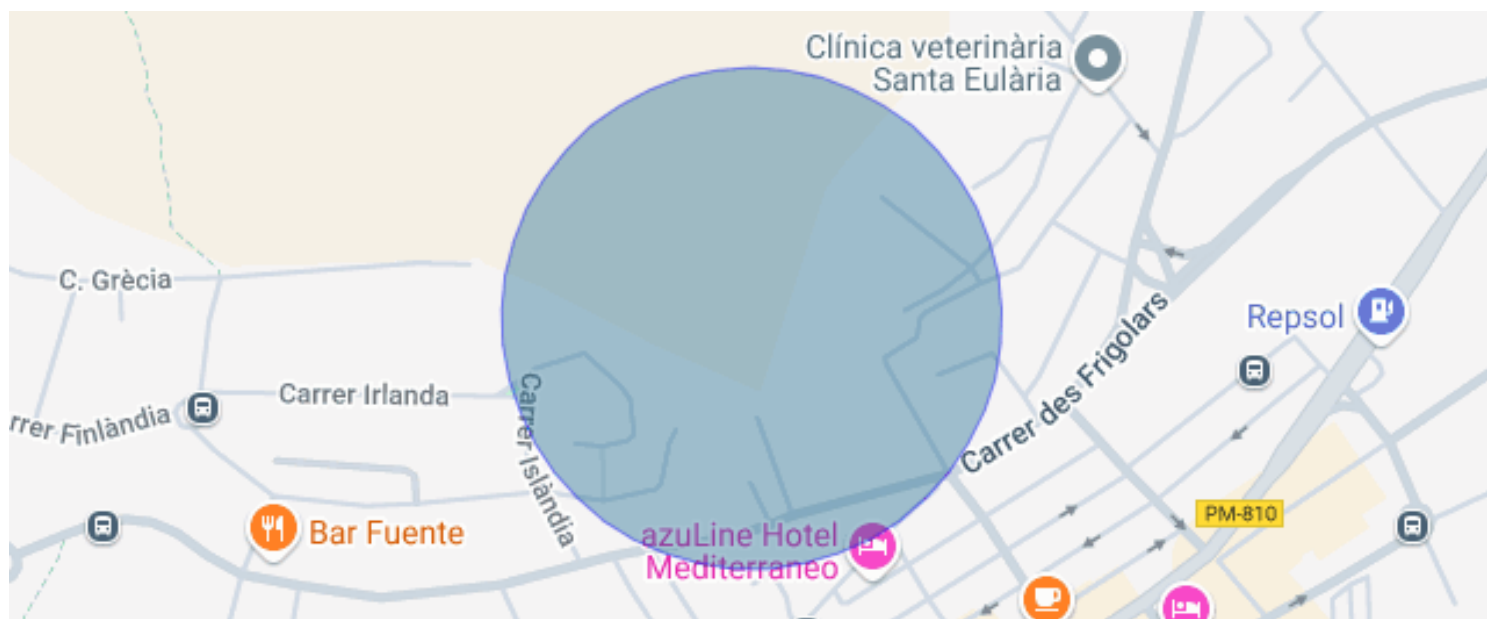 Clínica veterinària
Santa Eulària
C. Grècia
Repsol
Carrer Irlanda
rrer Finlàndia
Carrer Islàndia
Carrer des Frigolars
Bar Fuente
azuLine Hotel
Mediterraneo
PM-810